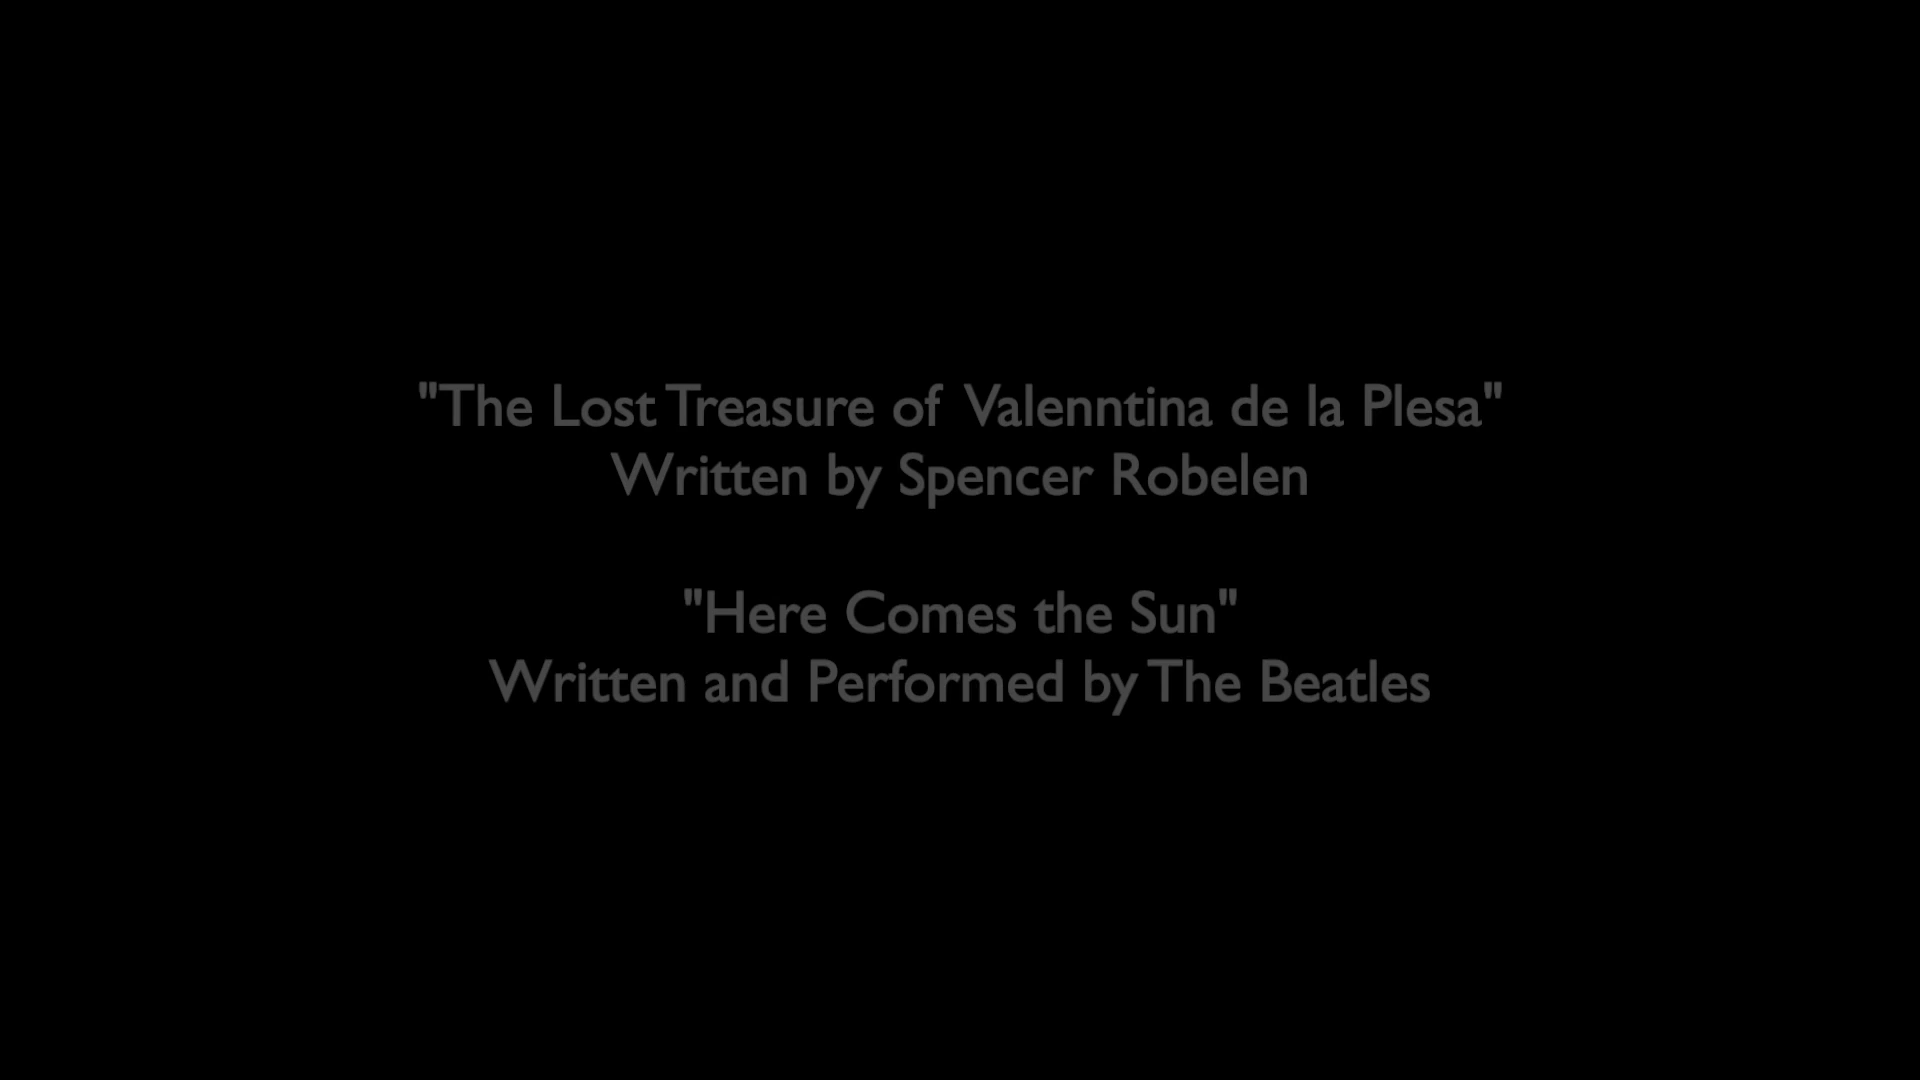 "The Lost Treasure of Valenntina de la Plesa"
Written by Spencer Robelen
"Here Comes the Sun"
Written and Performed by The Beatles